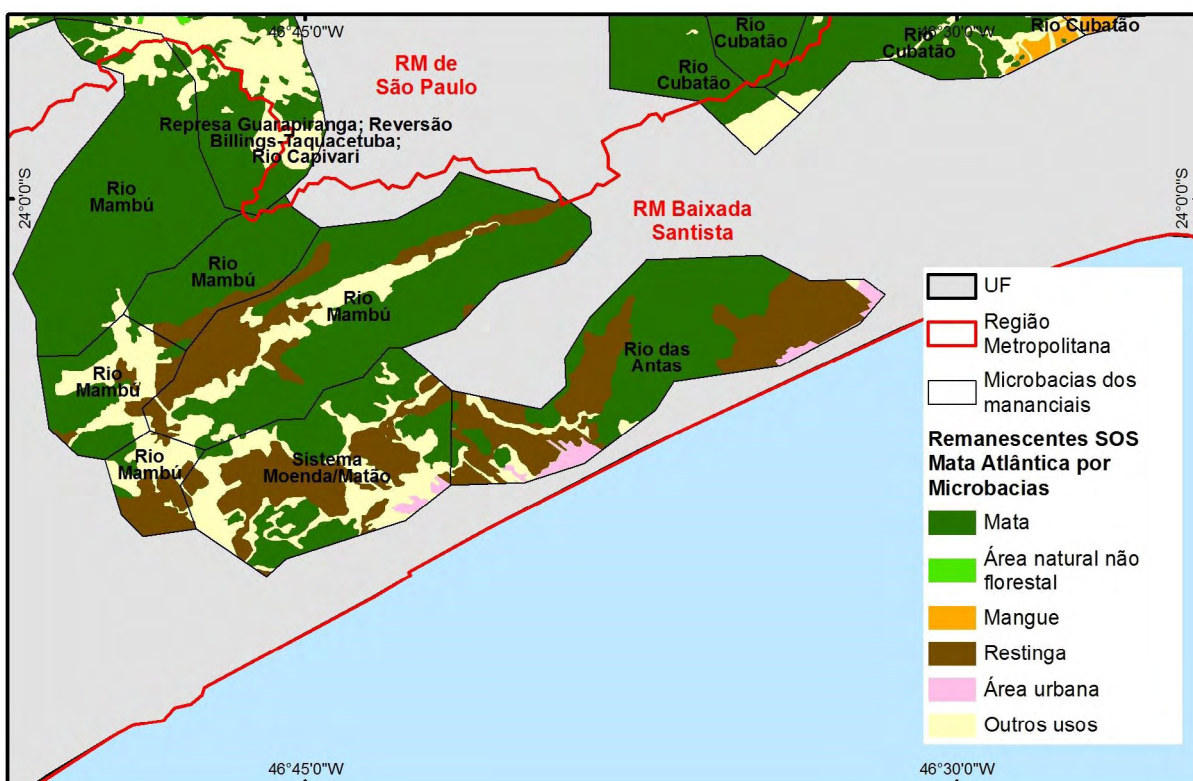 46°45'0"W
46°30'0"W
Rio
Cubatão
Rio
Cubatão
Rio Cubatão
Rio
Cubatão
RM de
São Paulo
Represa Guarapiranga; Reversão
Billings-Taquacetuba;
Rio Capivari
24°0'0"S
24°0'0"S
Rio
Mambú
RM Baixada
Santista
Rio
Mambú
Rio
Mambú
Rio das
Antas
Rio
Mambú
Rio
Mambú
Sistema
Moenda/Matão
UF
Região
Metropolitana
Microbacias dos
mananciais
Remanescentes SOS
Mata Atlântica por
Microbacias
Mata
Área natural não
florestal
Mangue
Restinga
Área urbana
Outros usos
46°45'0"W
46°30'0"W